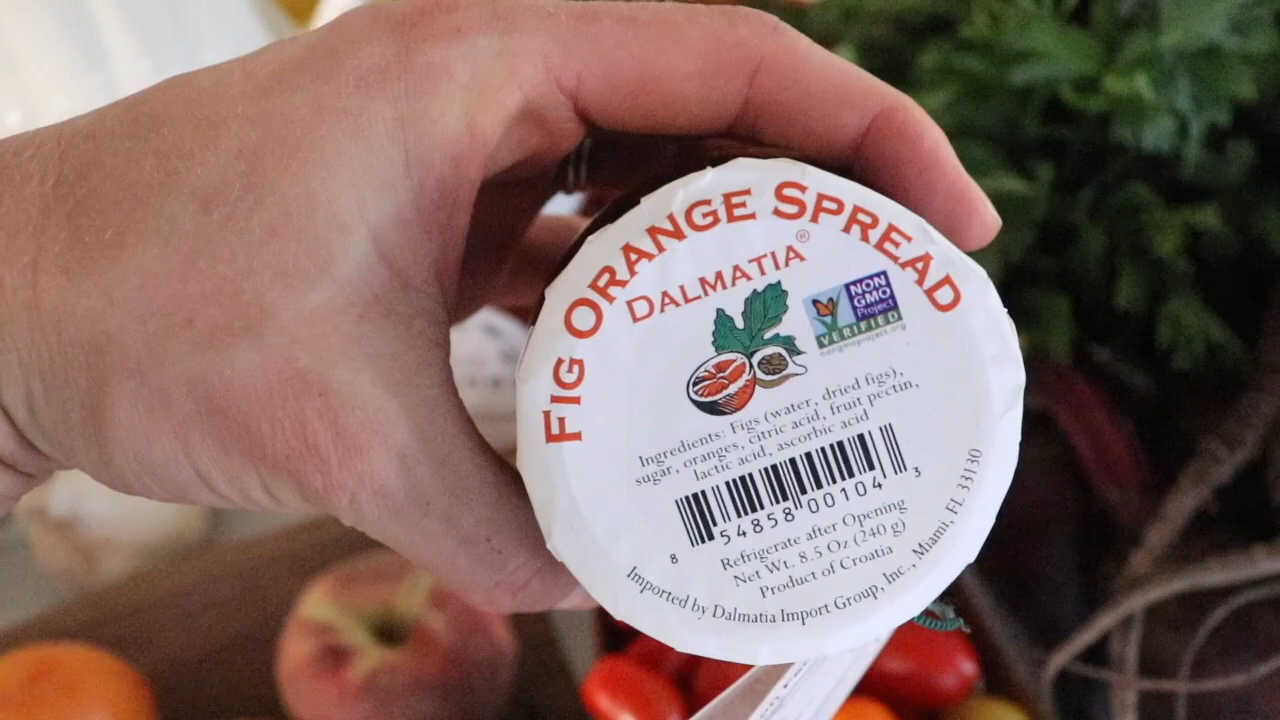 FIG ORANGE SPREAD
DALMATIA®
NON
GMO
Project
VERIFIED
nongmoproject.org
Ingredients: Figs (water, dried figs),
sugar, oranges, citric acid, fruit pectin,
lactic acid, ascorbic acid
8 54858 00104 3
Refrigerate after Opening
Net Wt. 8.5 Oz (240 g)
Product of Croatia
Imported by Dalmatia Import Group, Inc., Miami, FL 33130